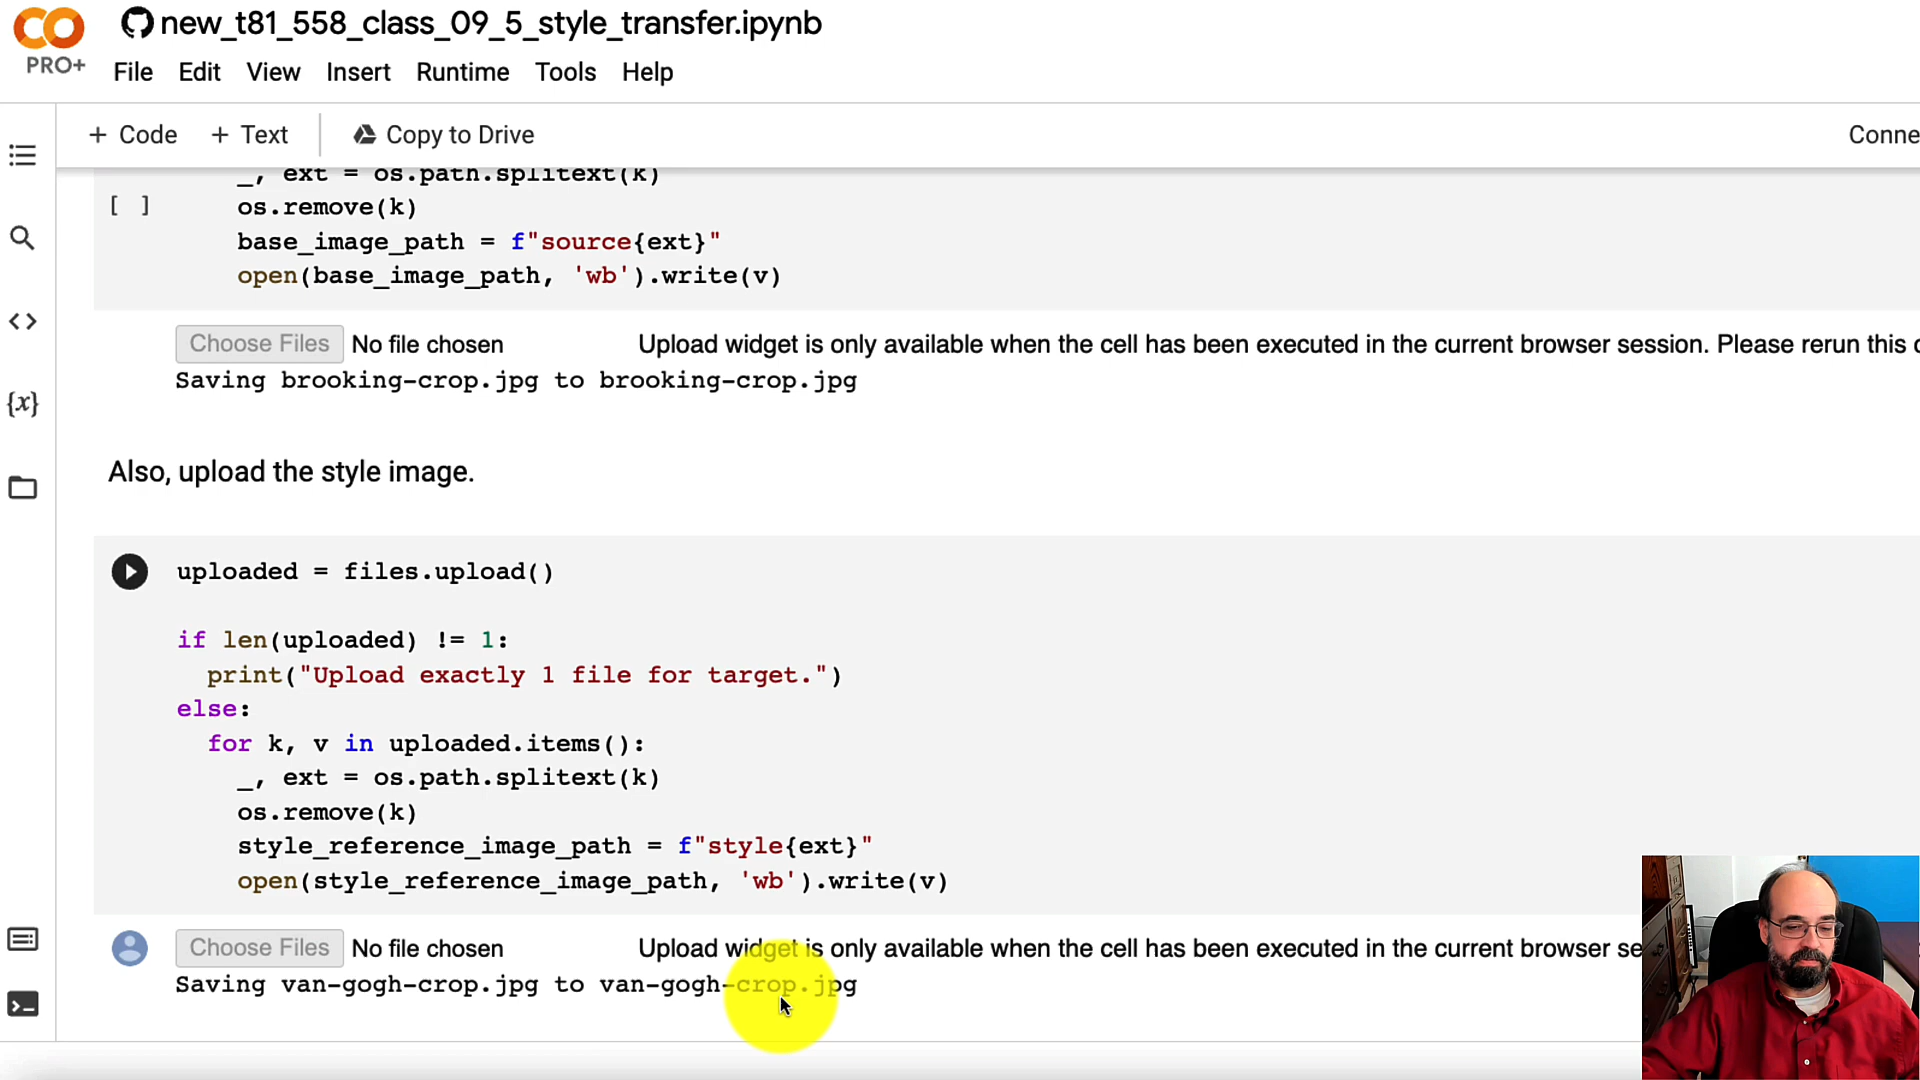 new_t81_558_class_09_5_style_transfer.ipynb
PRO+
File Edit View Insert Runtime Tools Help
+ Code + Text Copy to Drive Conne
_, ext = os.path.splitext(k)
[ ] os.remove(k)
base_image_path = f"source{ext}"
open(base_image_path, 'wb').write(v)
Choose Files No file chosen Upload widget is only available when the cell has been executed in the current browser session. Please rerun this c
Saving brooking-crop.jpg to brooking-crop.jpg
{x}
Also, upload the style image.
uploaded = files.upload()
if len(uploaded) != 1:
print("Upload exactly 1 file for target.")
else:
for k, v in uploaded.items():
_, ext = os.path.splitext(k)
os.remove(k)
style_reference_image_path = f"style{ext}"
open(style_reference_image_path, 'wb').write(v)
Choose Files No file chosen Upload widget is only available when the cell has been executed in the current browser se
Saving van-gogh-crop.jpg to van-gogh-crop.jpg